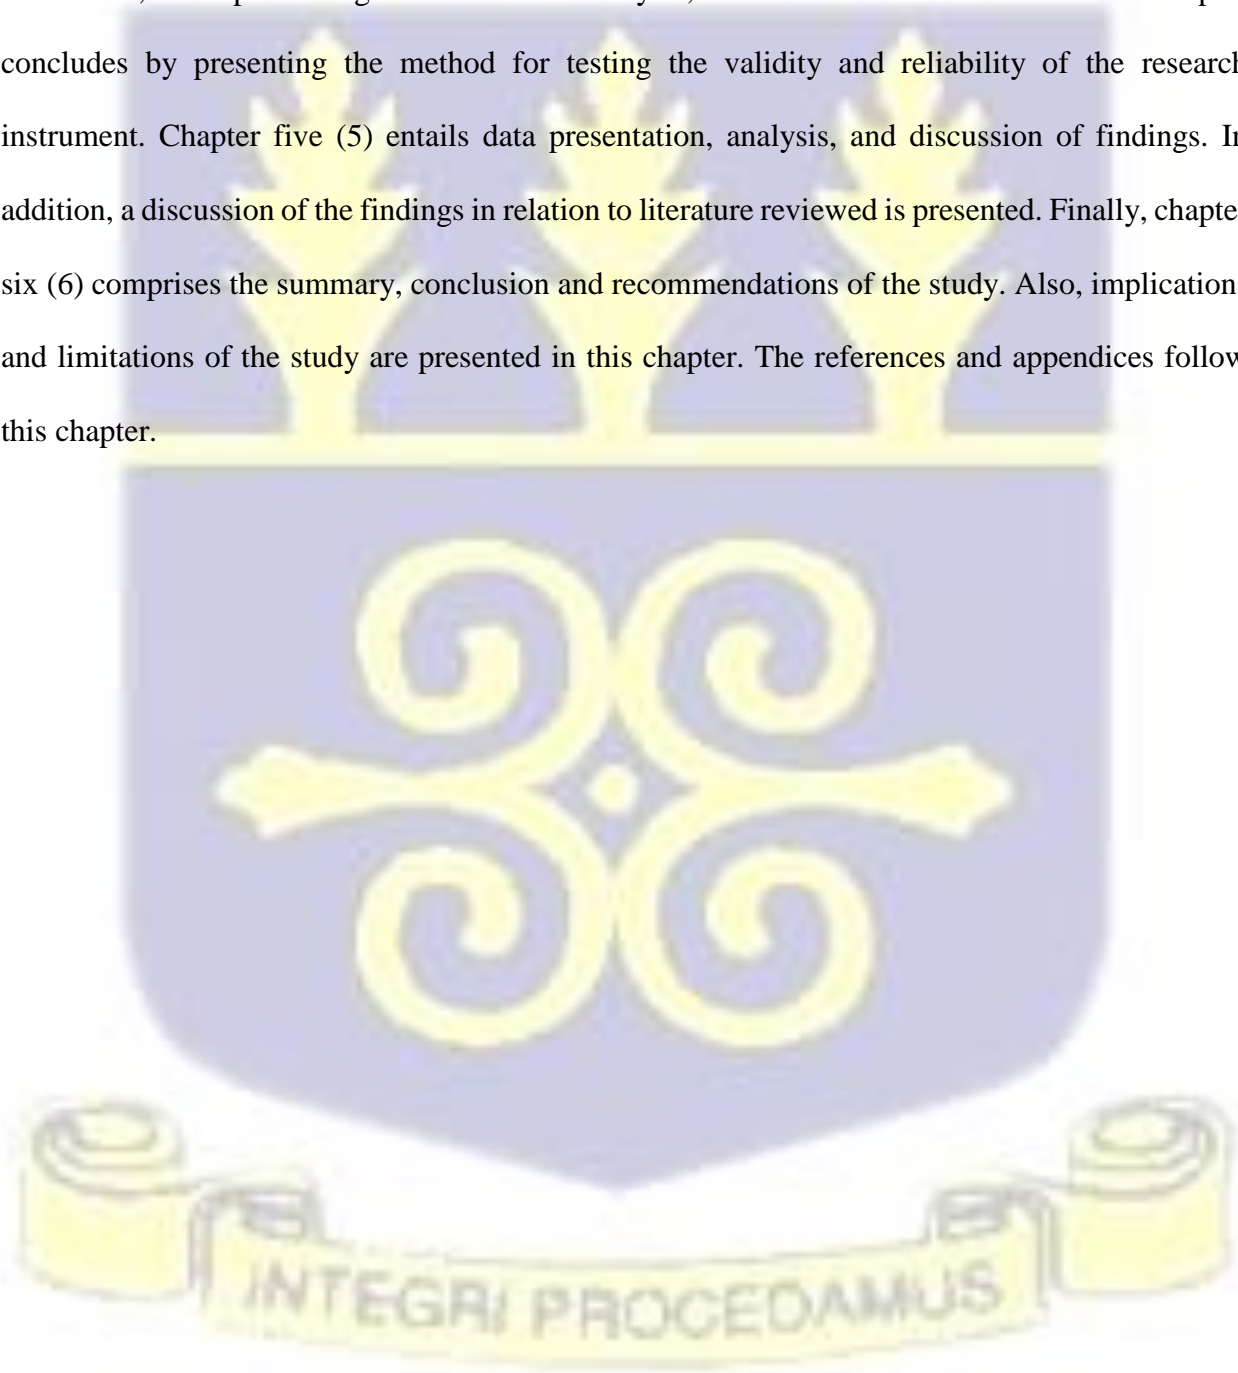 concludes by presenting the method for testing the validity and reliability of the research
instrument. Chapter five (5) entails data presentation, analysis, and discussion of findings. In
addition, a discussion of the findings in relation to literature reviewed is presented. Finally, chapte
six (6) comprises the summary, conclusion and recommendations of the study. Also, implication
and limitations of the study are presented in this chapter. The references and appendices follow
this chapter.
INTEGRI PROCEDAMUS